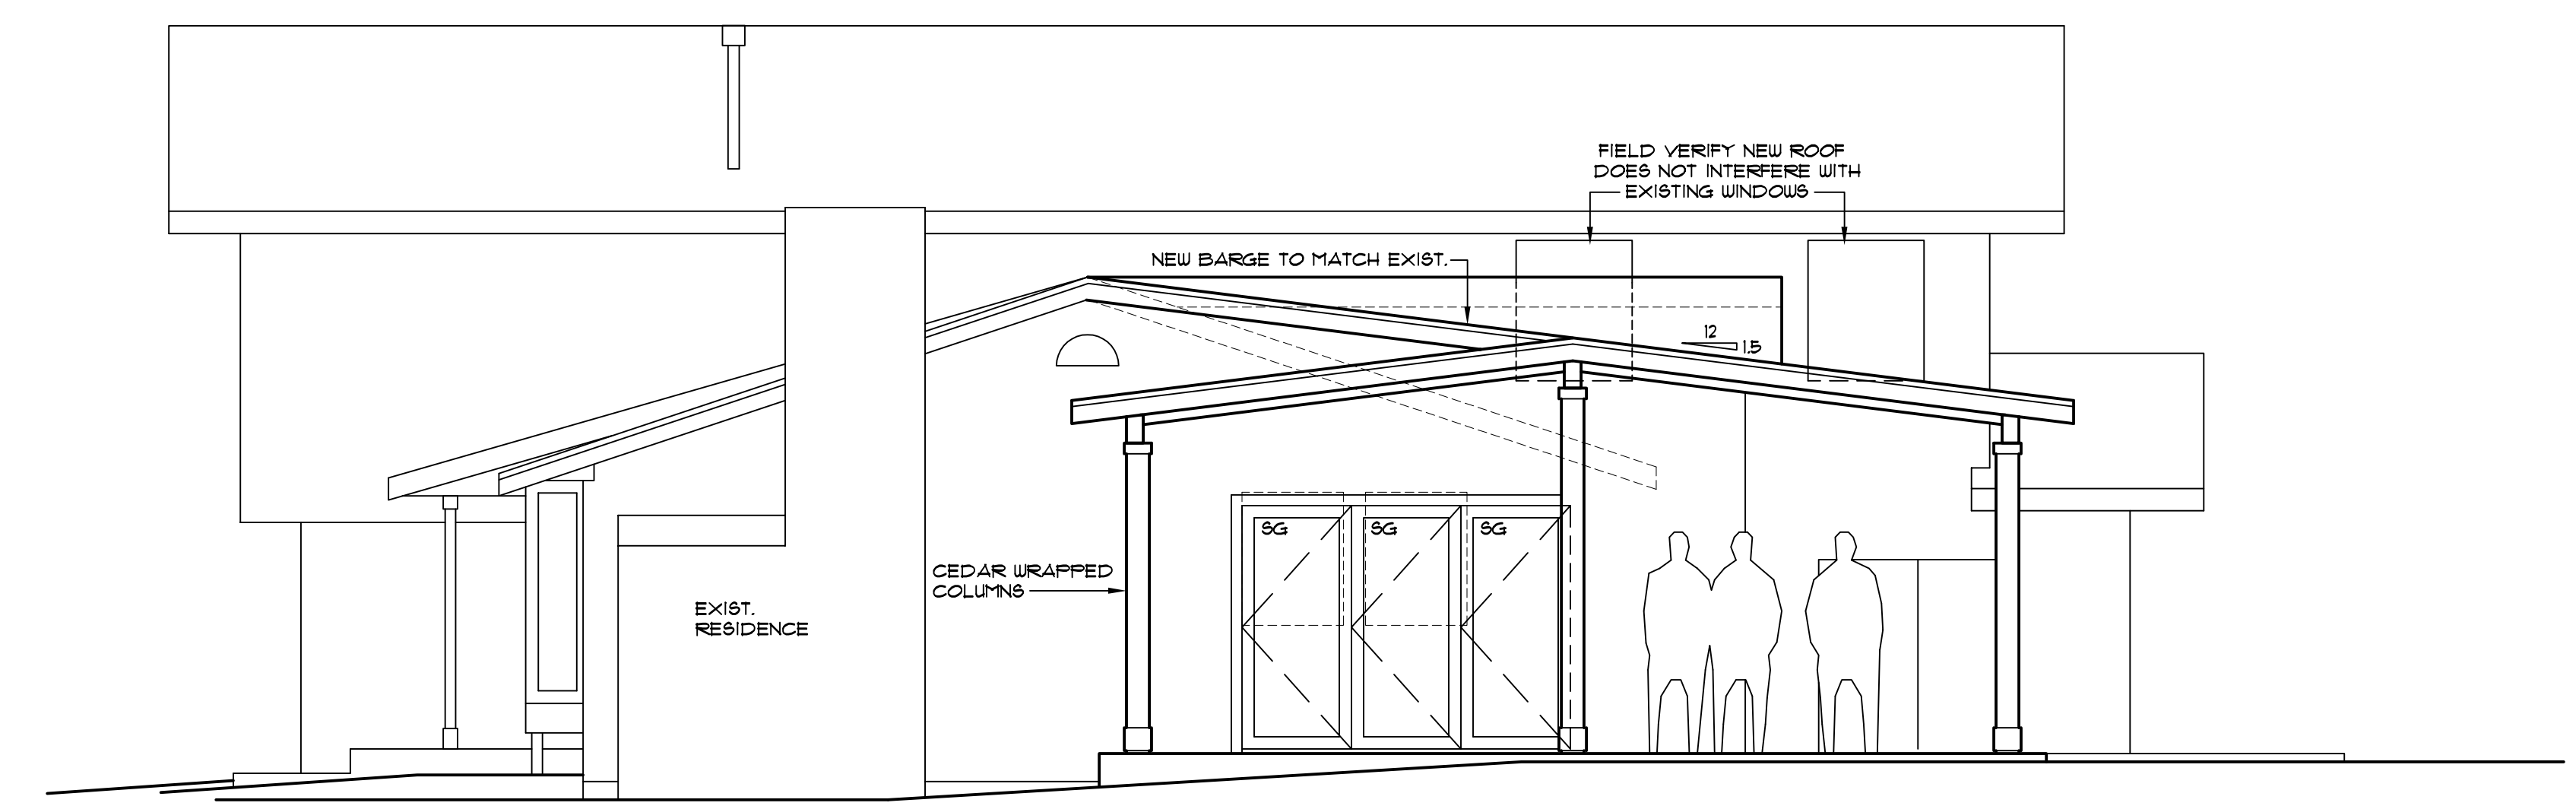 FIELD VERIFY NEW ROOF
DOES NOT INTERFERE WITH
EXISTING WINDOWS
NEW BARGE TO MATCH EXIST.
12
1.5
SG
SG
SG
CEDAR WRAPPED
COLUMNS
EXIST.
RESIDENCE